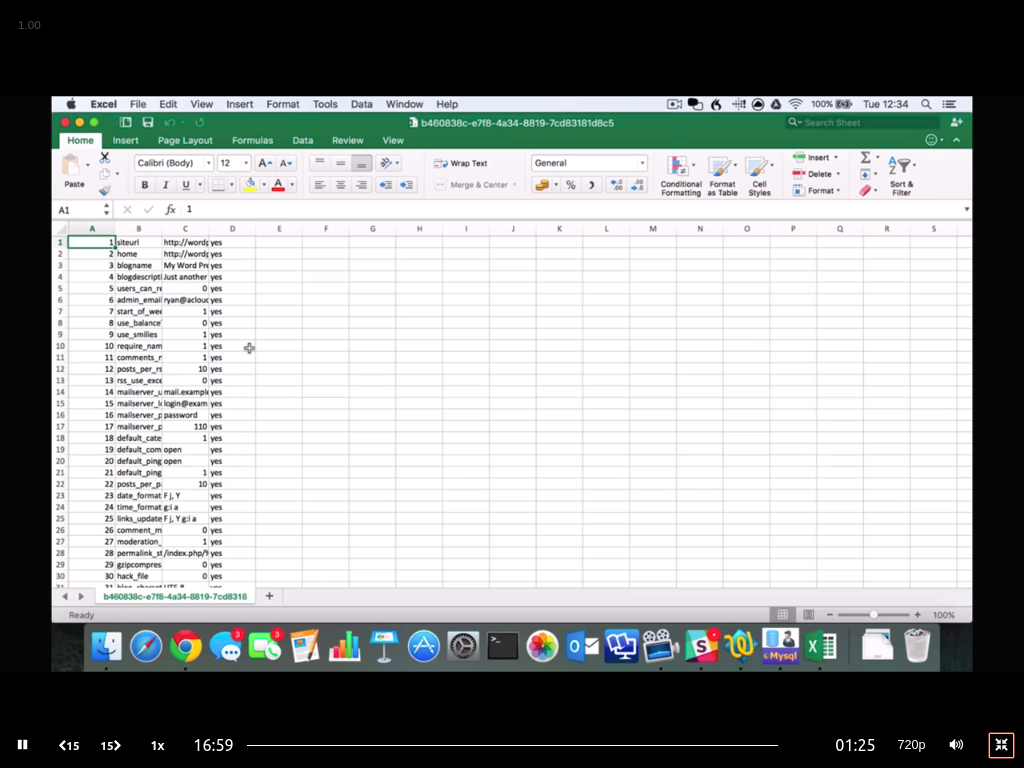 1.00
Excel File Edit View Insert Format Tools Data Window Help 100% Tue 12:34
b460838c-e7f8-4a34-8819-7cd83181d8c5 Search Sheet
Home Insert Page Layout Formulas Data Review View
Paste Calibri (Body) 12 A A Wrap Text General Conditional Formatting Format as Table Cell Styles Insert Delete Format Sort & Filter
B I U A Merge & Center %
A1 fx 1
A B C D E F G H I J K L M N O P Q R S
1 1 siteurl http://wordp yes
2 2 home http://wordp yes
3 3 blogname My Word Pre yes
4 4 blogdescripti Just another yes
5 5 users_can_re 0 yes
6 6 admin_email ryan@acloud yes
7 7 start_of_wee 1 yes
8 8 use_balance 0 yes
9 9 use_smilies 1 yes
10 10 require_nam 1 yes
11 11 comments_n 1 yes
12 12 posts_per_rs 10 yes
13 13 rss_use_exce 0 yes
14 14 mailserver_u mail.example yes
15 15 mailserver_l login@exam yes
16 16 mailserver_p password yes
17 17 mailserver_p 110 yes
18 18 default_cate 1 yes
19 19 default_com open yes
20 20 default_ping open yes
21 21 default_ping 1 yes
22 22 posts_per_p 10 yes
23 23 date_format F j, Y yes
24 24 time_format g:i a yes
25 25 links_update F j, Y g:i a yes
26 26 comment_m 0 yes
27 27 moderation_ 1 yes
28 28 permalink_st /index.php/% yes
29 29 gzipcompres 0 yes
30 30 hack_file 0 yes
b460838c-e7f8-4a34-8819-7cd8318 +
Ready 100%
3 3 Mysql
15 15 1x 16:59 01:25 720p